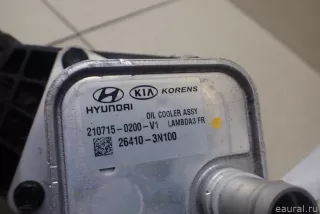 HYUNDAI KIA KORENS
OIL COOLER ASSY
210715-0200-V1 LAMBDA3 FR
26410-3N100
eaural.ru